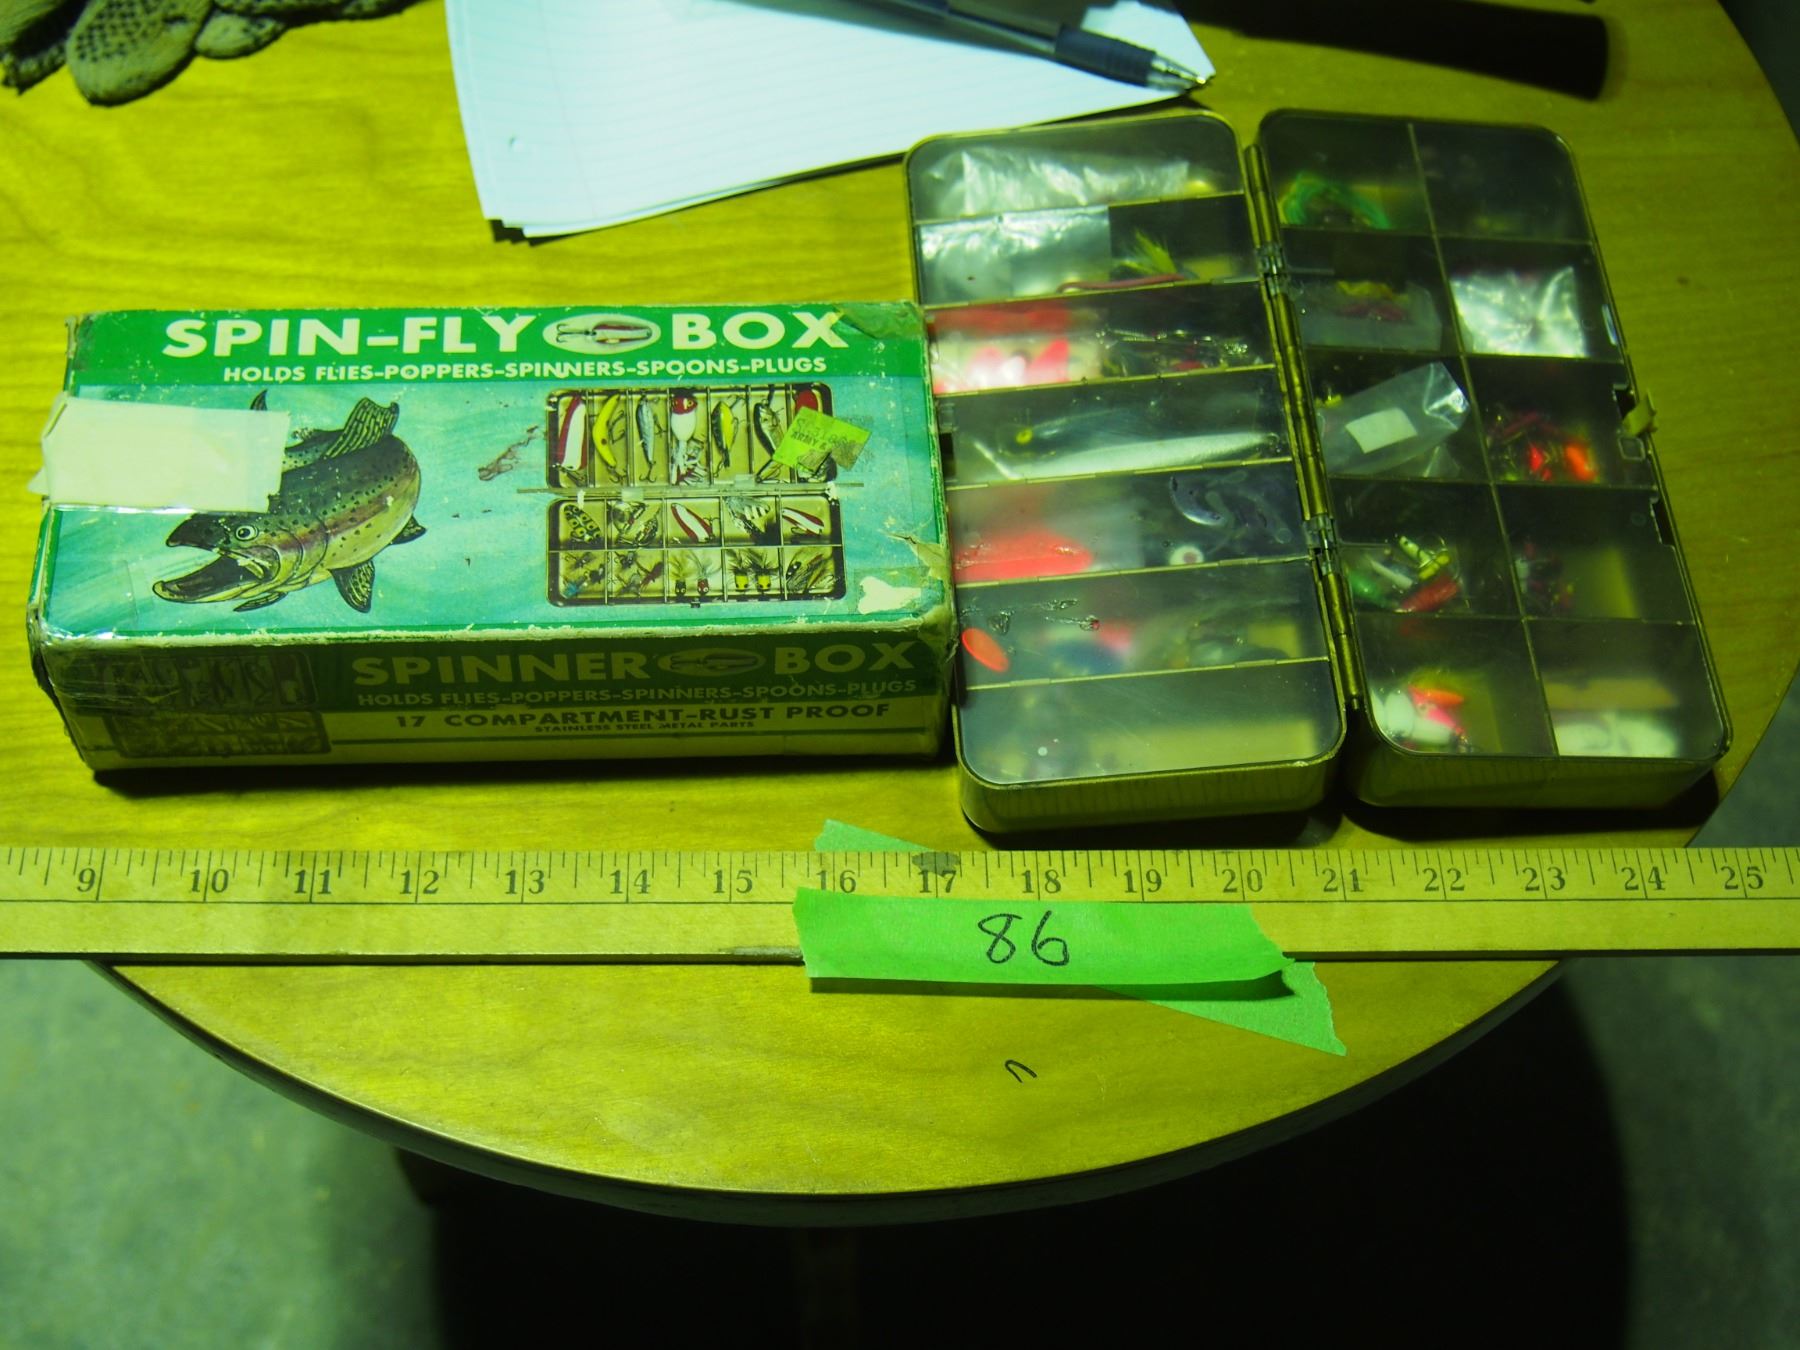 SPIN-FLY BOX
HOLDS FLIES-POPPERS-SPINNERS-SPOONS-PLUGS
ARMY &
SPINNER BOX
HOLDS FLIES-POPPERS-SPINNERS-SPOONS-PLUGS
17 COMPARTMENT-RUST PROOF
STAINLESS STEEL METAL PARTS
9 10 11 12 13 14 15 16 17 18 19 20 21 22 23 24 25
86